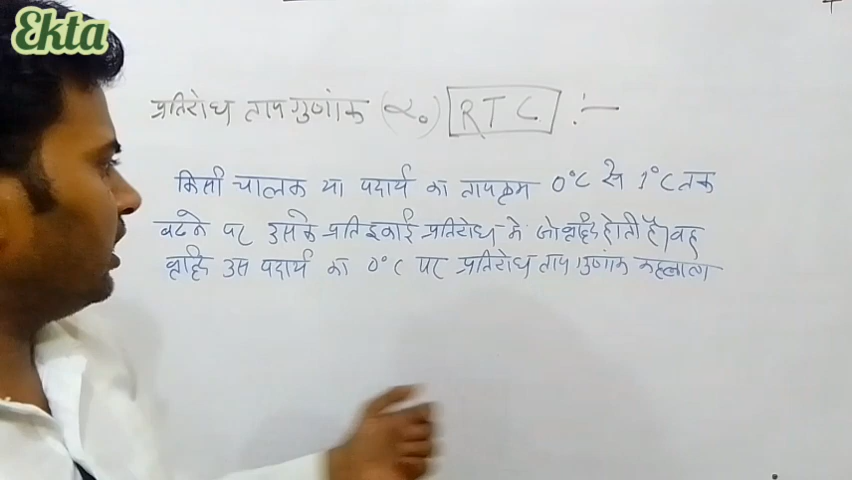 Ekta
प्रतिरोध ताप गुणांक (α₀) RTC :—
किसी चालक या पदार्थ का तापक्रम 0°C से 1°C तक
बढने पर उसके प्रति इकाई प्रतिरोध मे जो वृद्दि होती है। वह
वृद्दि उस पदार्थ का 0°C पर प्रतिरोध ताप गुणांक कहलाता